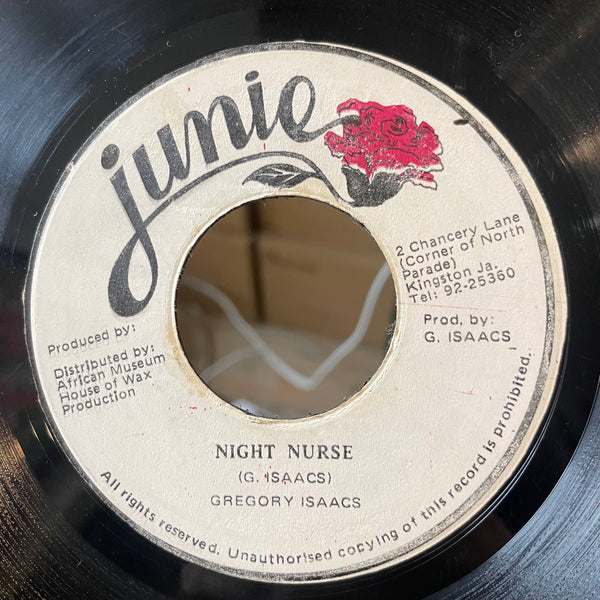 junie
2 Chancery Lane
(Corner of North
Parade)
Kingston Ja.
Tel: 92-25360
Prod. by:
G. ISAACS
Produced by:
Distributed by:
African Museum
House of Wax
Production
NIGHT NURSE
(G. ISAACS)
GREGORY ISAACS
All rights reserved. Unauthorised copying of this record is prohibited.